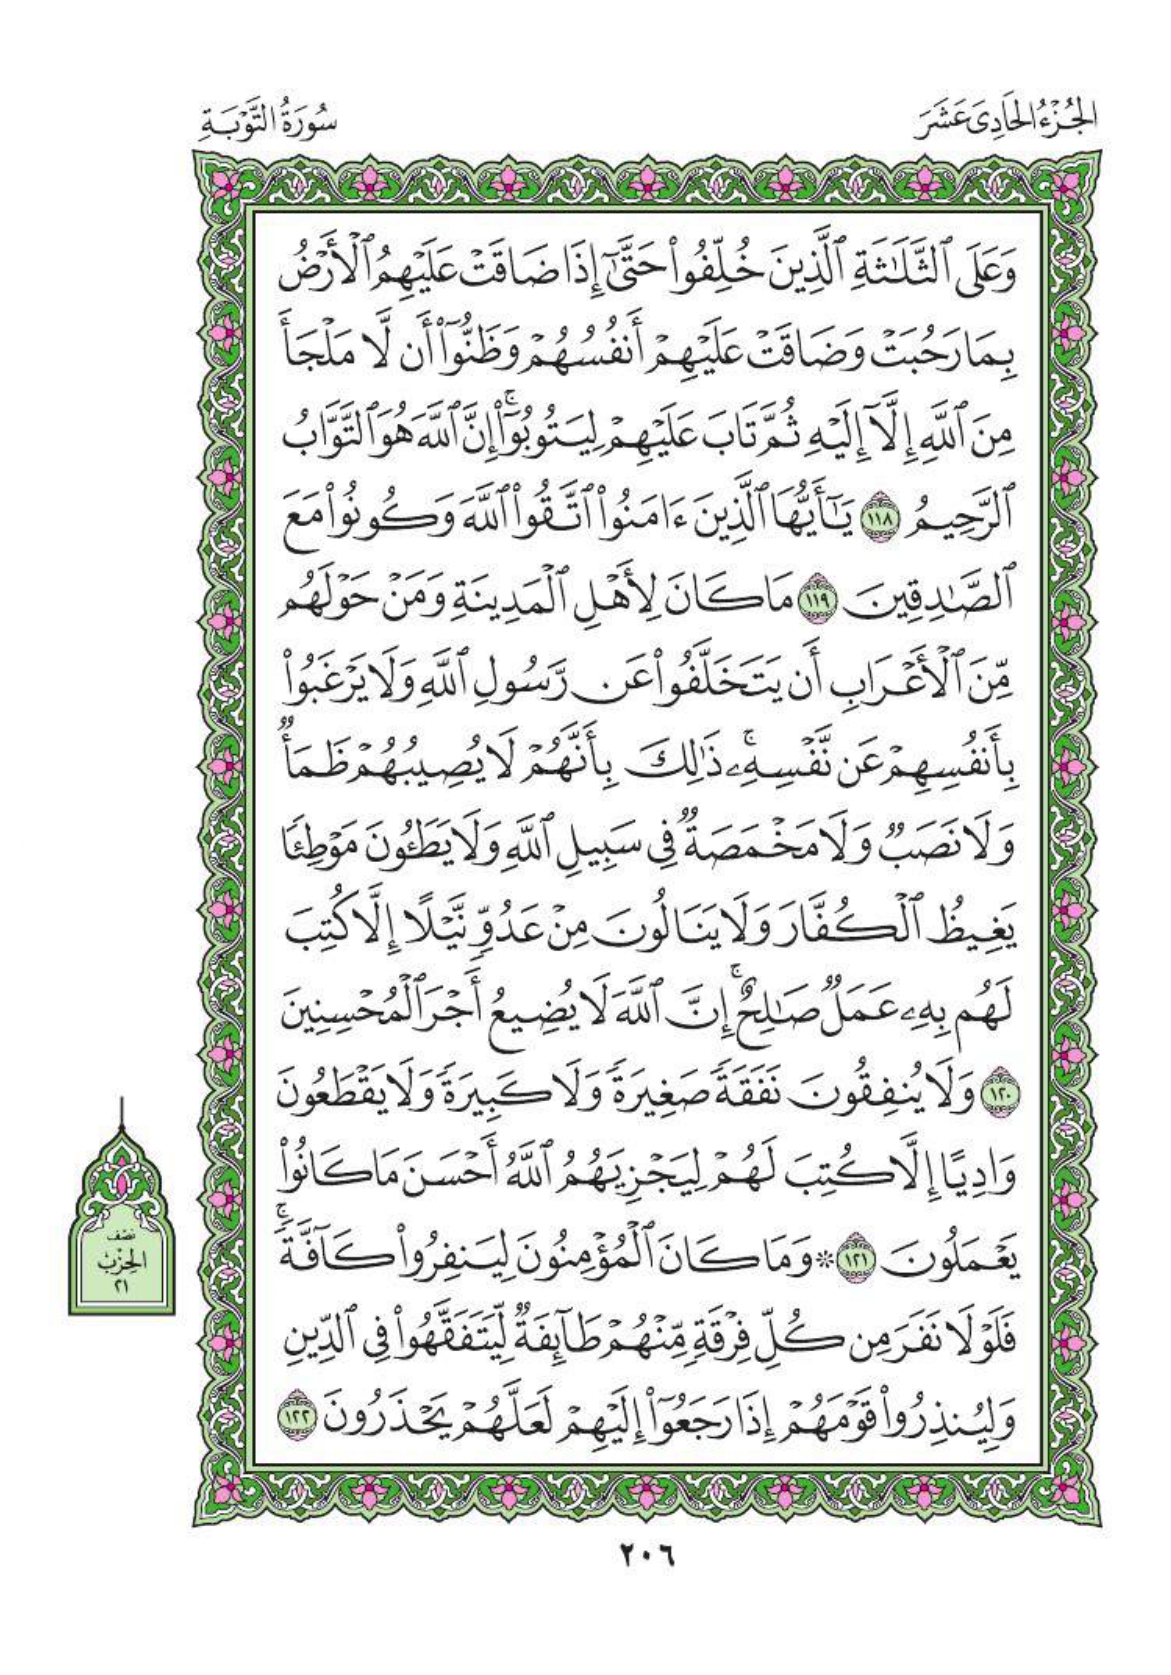 الجُزْءُ الحَادِيَ عَشَرَ
سُورَةُ التَّوْبَةِ
وَعَلَى ٱلثَّلَٰثَةِ ٱلَّذِينَ خُلِّفُوا۟ حَتَّىٰٓ إِذَا ضَاقَتْ عَلَيْهِمُ ٱلْأَرْضُ
بِمَا رَحُبَتْ وَضَاقَتْ عَلَيْهِمْ أَنفُسُهُمْ وَظَنُّوٓا۟ أَن لَّا مَلْجَأَ
مِنَ ٱللَّهِ إِلَّآ إِلَيْهِ ثُمَّ تَابَ عَلَيْهِمْ لِيَتُوبُوٓا۟ۚ إِنَّ ٱللَّهَ هُوَ ٱلتَّوَّابُ
ٱلرَّحِيمُ ١١٨ يَٰٓأَيُّهَا ٱلَّذِينَ ءَامَنُوا۟ ٱتَّقُوا۟ ٱللَّهَ وَكُونُوا۟ مَعَ
ٱلصَّٰدِقِينَ ١١٩ مَا كَانَ لِأَهْلِ ٱلْمَدِينَةِ وَمَنْ حَوْلَهُم
مِّنَ ٱلْأَعْرَابِ أَن يَتَخَلَّفُوا۟ عَن رَّسُولِ ٱللَّهِ وَلَا يَرْغَبُوا۟
بِأَنفُسِهِمْ عَن نَّفْسِهِۦۚ ذَٰلِكَ بِأَنَّهُمْ لَا يُصِيبُهُمْ ظَمَأٌ
وَلَا نَصَبٌ وَلَا مَخْمَصَةٌ فِى سَبِيلِ ٱللَّهِ وَلَا يَطَـُٔونَ مَوْطِئًا
يَغِيظُ ٱلْكُفَّارَ وَلَا يَنَالُونَ مِنْ عَدُوٍّ نَّيْلًا إِلَّا كُتِبَ
لَهُم بِهِۦ عَمَلٌ صَٰلِحٌۚ إِنَّ ٱللَّهَ لَا يُضِيعُ أَجْرَ ٱلْمُحْسِنِينَ
١٢٠ وَلَا يُنفِقُونَ نَفَقَةً صَغِيرَةً وَلَا كَبِيرَةً وَلَا يَقْطَعُونَ
وَادِيًا إِلَّا كُتِبَ لَهُمْ لِيَجْزِيَهُمُ ٱللَّهُ أَحْسَنَ مَا كَانُوا۟
يَعْمَلُونَ ١٢١ ۞ وَمَا كَانَ ٱلْمُؤْمِنُونَ لِيَنفِرُوا۟ كَآفَّةًۚ
فَلَوْلَا نَفَرَ مِن كُلِّ فِرْقَةٍ مِّنْهُمْ طَآئِفَةٌ لِّيَتَفَقَّهُوا۟ فِى ٱلدِّينِ
وَلِيُنذِرُوا۟ قَوْمَهُمْ إِذَا رَجَعُوٓا۟ إِلَيْهِمْ لَعَلَّهُمْ يَحْذَرُونَ ١٢٢
نصْف
الحِزْبُ
٢١
٢٠٦